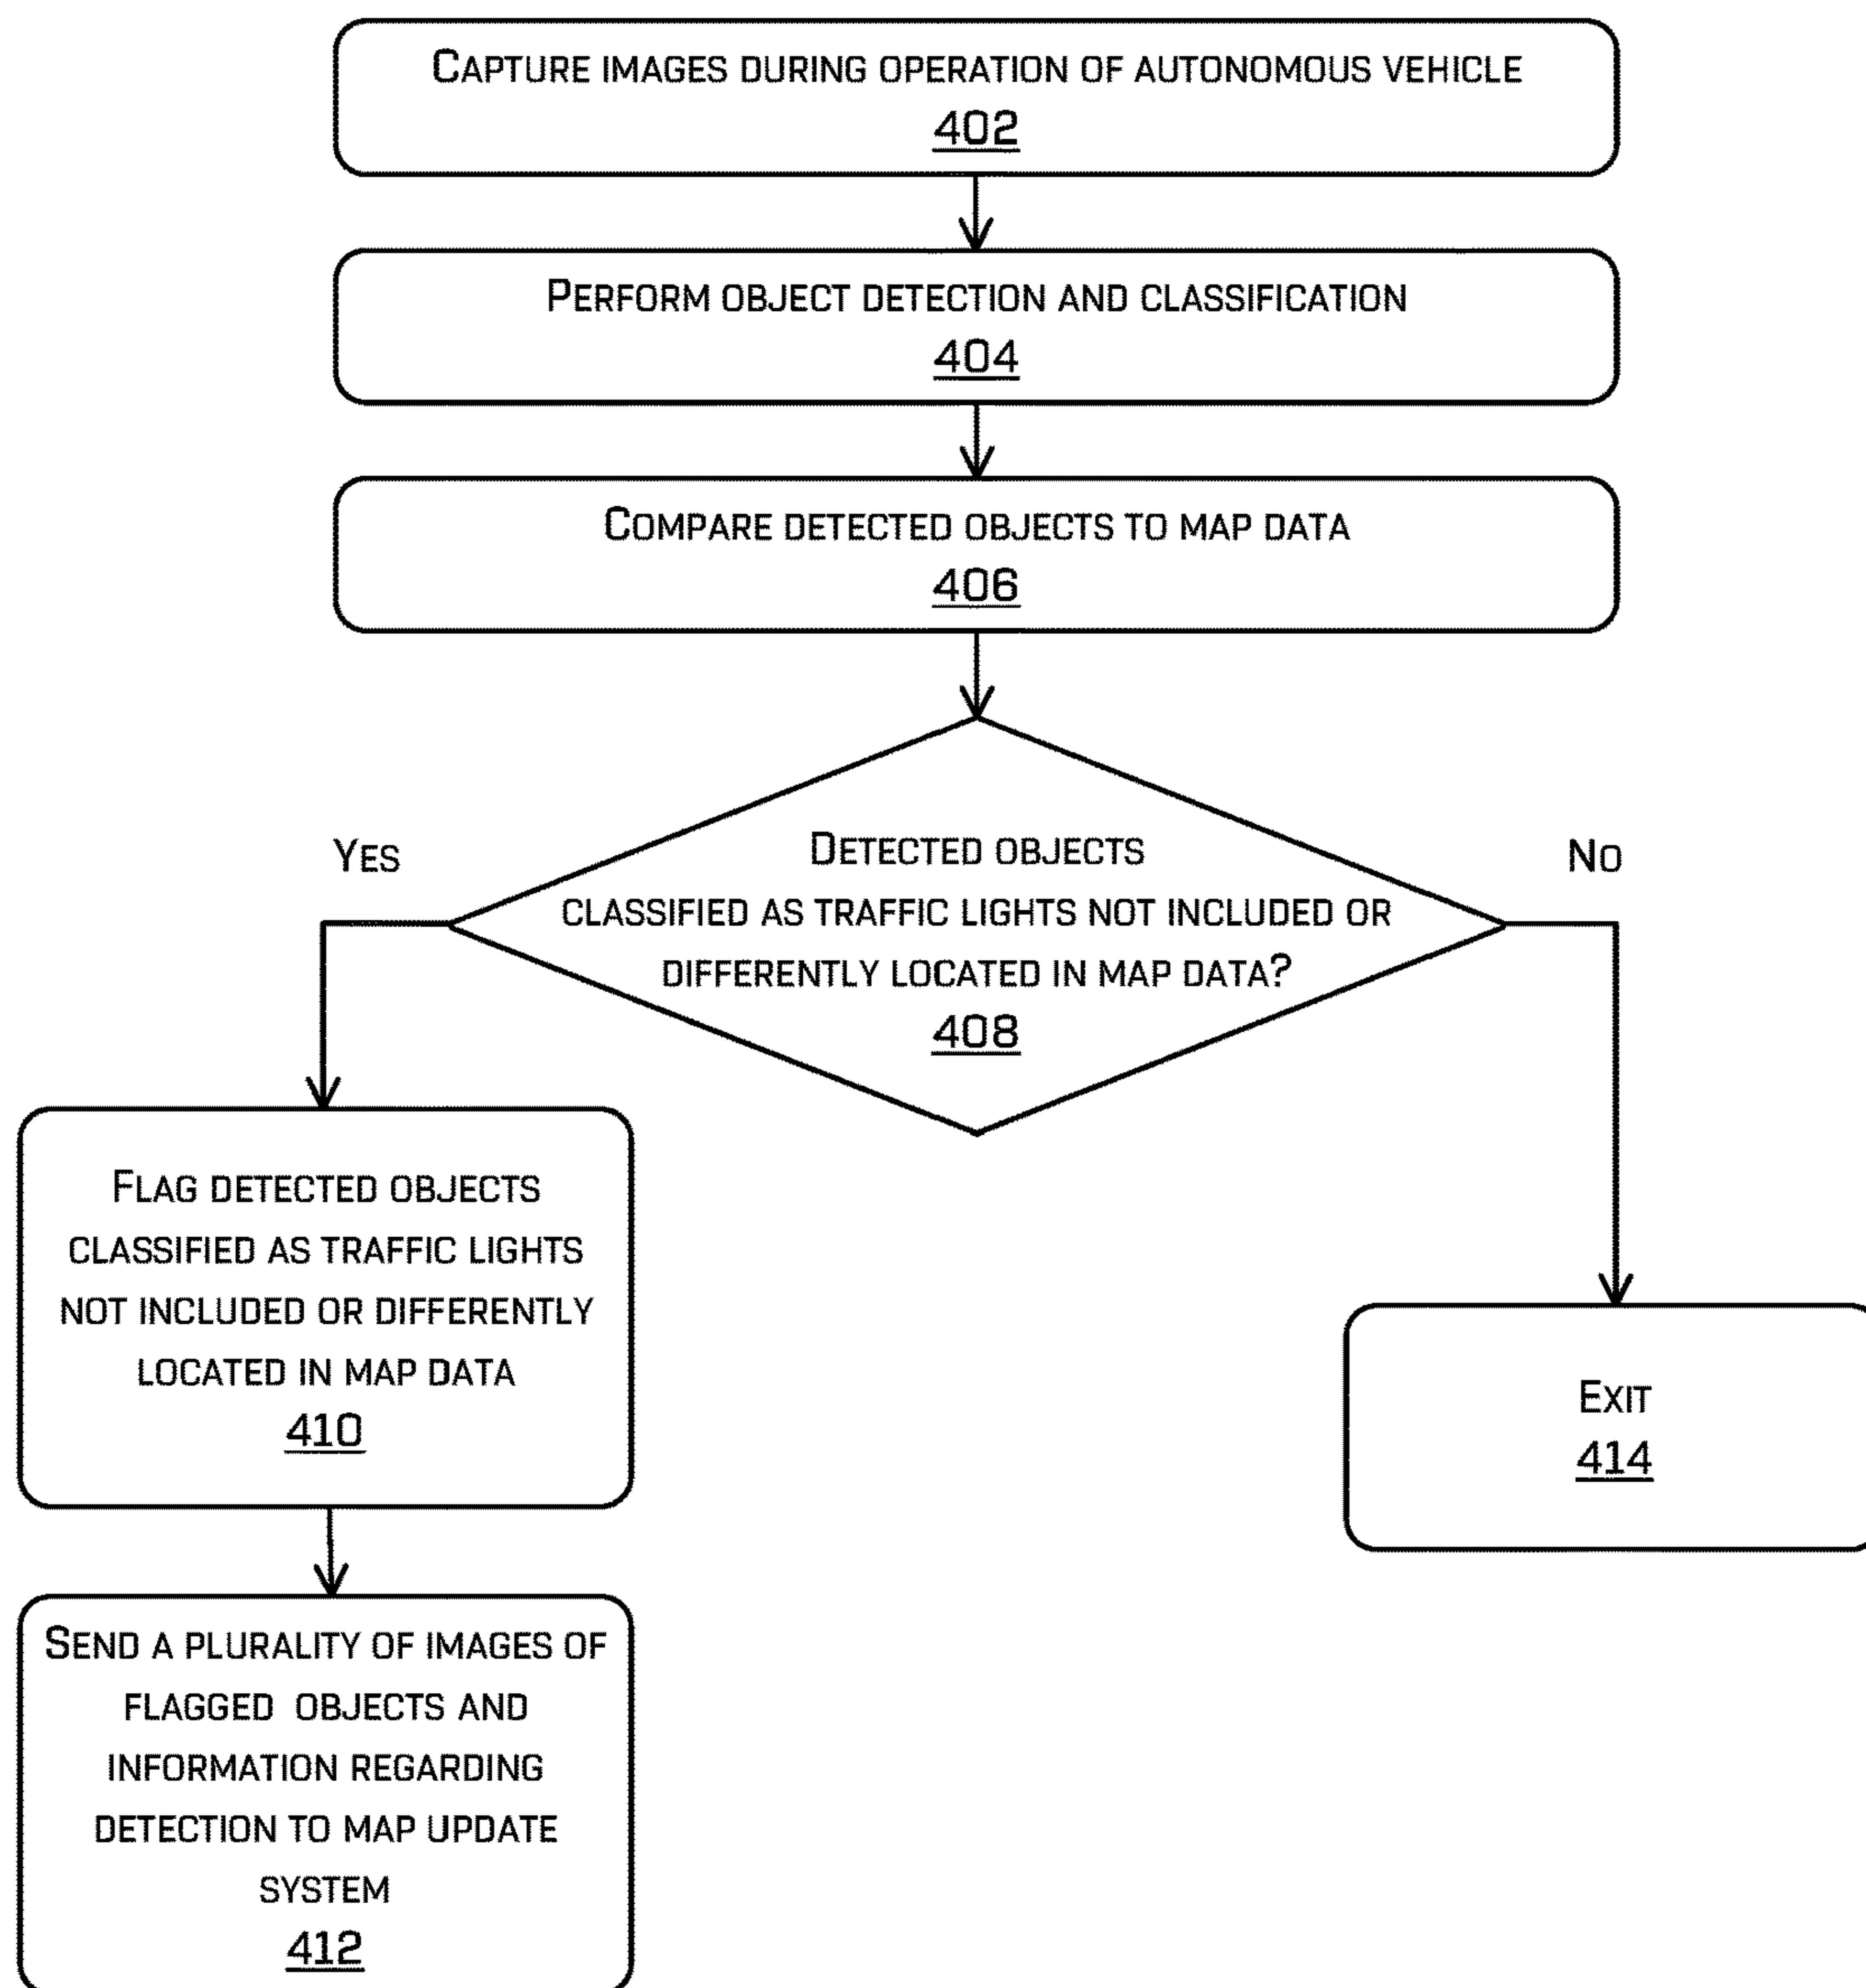 CAPTURE IMAGES DURING OPERATION OF AUTONOMOUS VEHICLE
402
PERFORM OBJECT DETECTION AND CLASSIFICATION
404
COMPARE DETECTED OBJECTS TO MAP DATA
406
YES
NO
DETECTED OBJECTS
CLASSIFIED AS TRAFFIC LIGHTS NOT INCLUDED OR
DIFFERENTLY LOCATED IN MAP DATA?
408
FLAG DETECTED OBJECTS
CLASSIFIED AS TRAFFIC LIGHTS
NOT INCLUDED OR DIFFERENTLY
LOCATED IN MAP DATA
410
EXIT
414
SEND A PLURALITY OF IMAGES OF
FLAGGED OBJECTS AND
INFORMATION REGARDING
DETECTION TO MAP UPDATE
SYSTEM
412